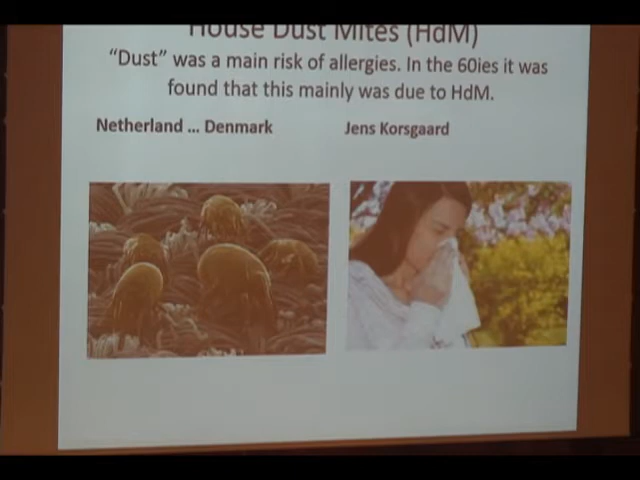 House Dust Mites (HdM)
“Dust” was a main risk of allergies. In the 60ies it was
found that this mainly was due to HdM.
Netherland ... Denmark
Jens Korsgaard